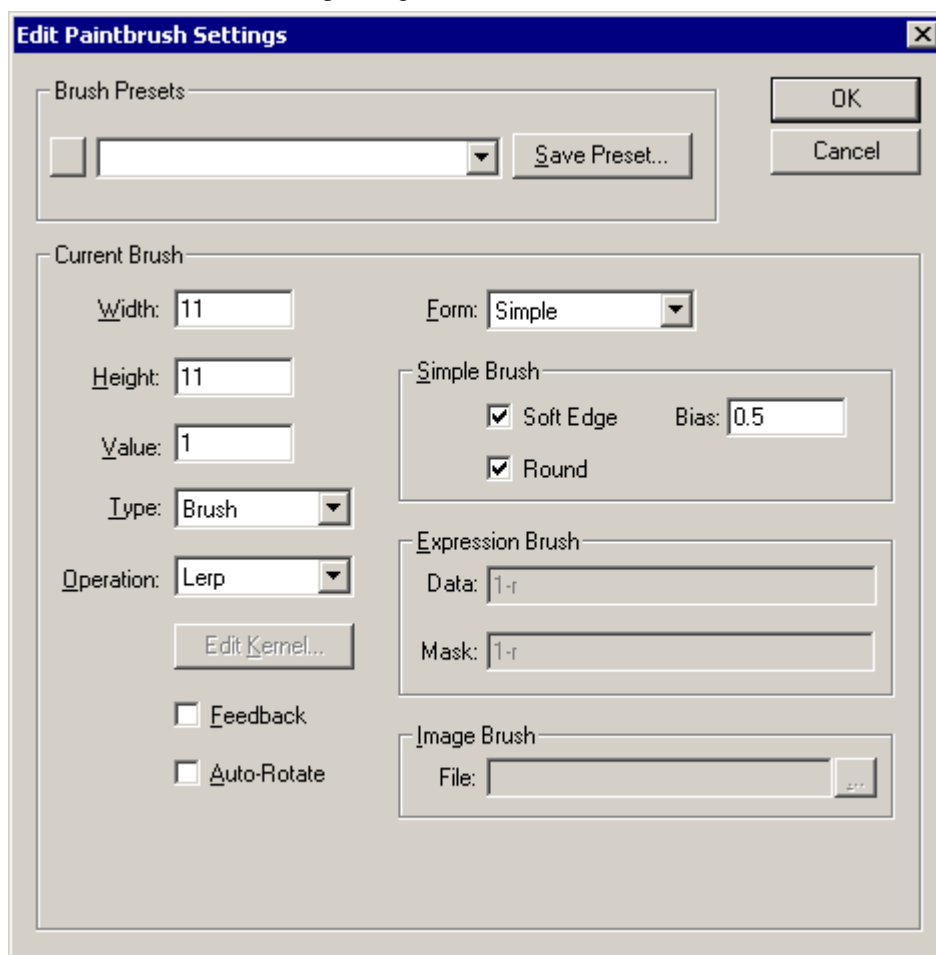 Edit Paintbrush Settings
Brush Presets
OK
Save Preset...
Cancel
Current Brush
Width: 11
Form: Simple
Height: 11
Simple Brush
Soft Edge Bias: 0.5
Value: 1
Round
Type: Brush
Expression Brush
Operation: Lerp
Data: 1-r
Edit Kernel...
Mask: 1-r
Feedback
Image Brush
Auto-Rotate
File:
...